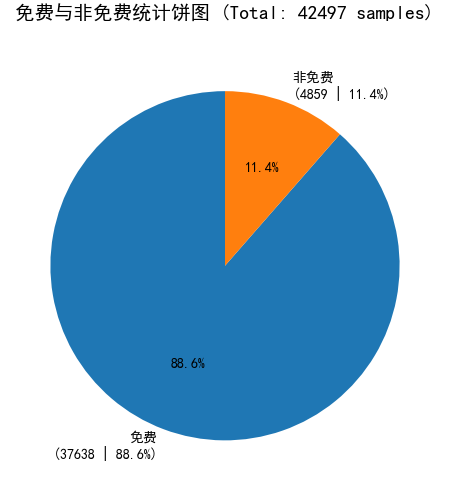 免费与非免费统计饼图 (Total: 42497 samples)
非免费
(4859 | 11.4%)
11.4%
88.6%
免费
(37638 | 88.6%)